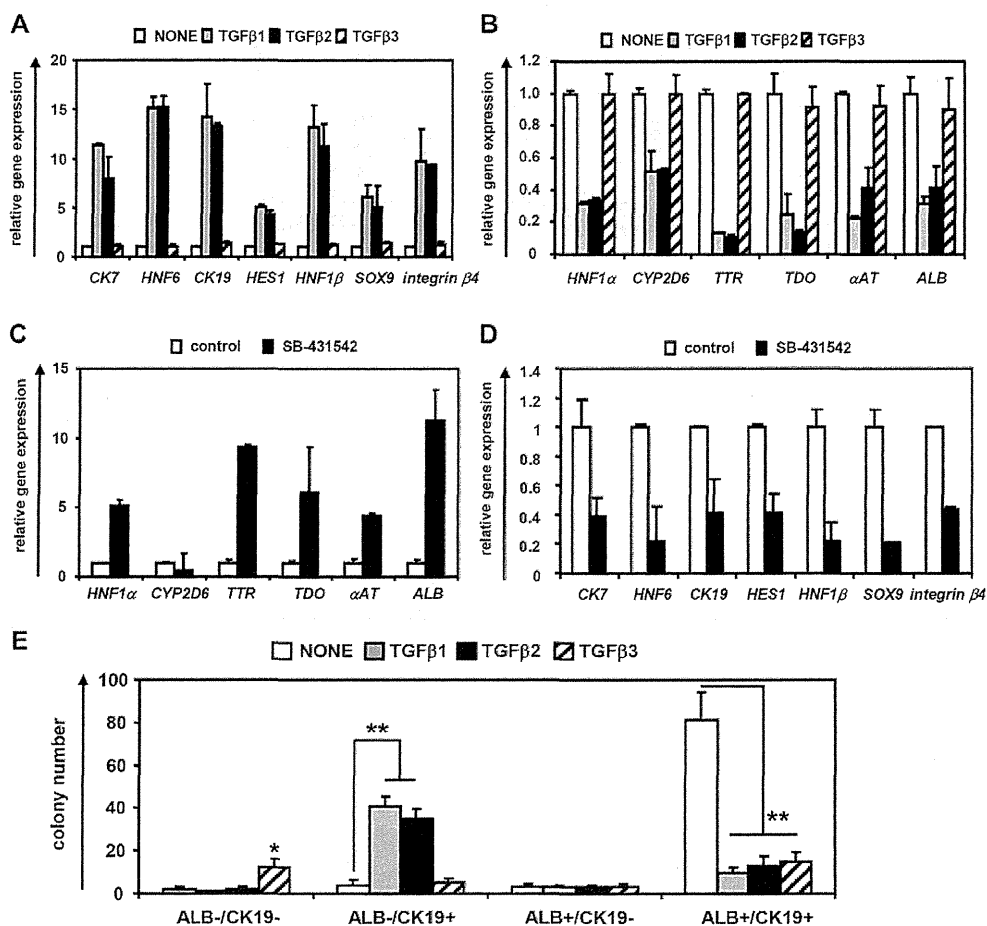 A
NONE TGFβ1 TGFβ2 TGFβ3
relative gene expression
20
15
10
5
0
CK7 HNF6 CK19 HES1 HNF1β SOX9 integrin β4
B
NONE TGFβ1 TGFβ2 TGFβ3
relative gene expression
1.2
1.0
0.8
0.6
0.4
0.2
0
HNF1α CYP2D6 TTR TDO αAT ALB
C
control SB-431542
relative gene expression
15
10
5
0
HNF1α CYP2D6 TTR TDO αAT ALB
D
control SB-431542
relative gene expression
1.4
1.2
1
0.8
0.6
0.4
0.2
0
CK7 HNF6 CK19 HES1 HNF1β SOX9 integrin β4
E
NONE TGFβ1 TGFβ2 TGFβ3
colony number
100
80
60
40
20
0
*
**
**
ALB-/CK19- ALB-/CK19+ ALB+/CK19- ALB+/CK19+